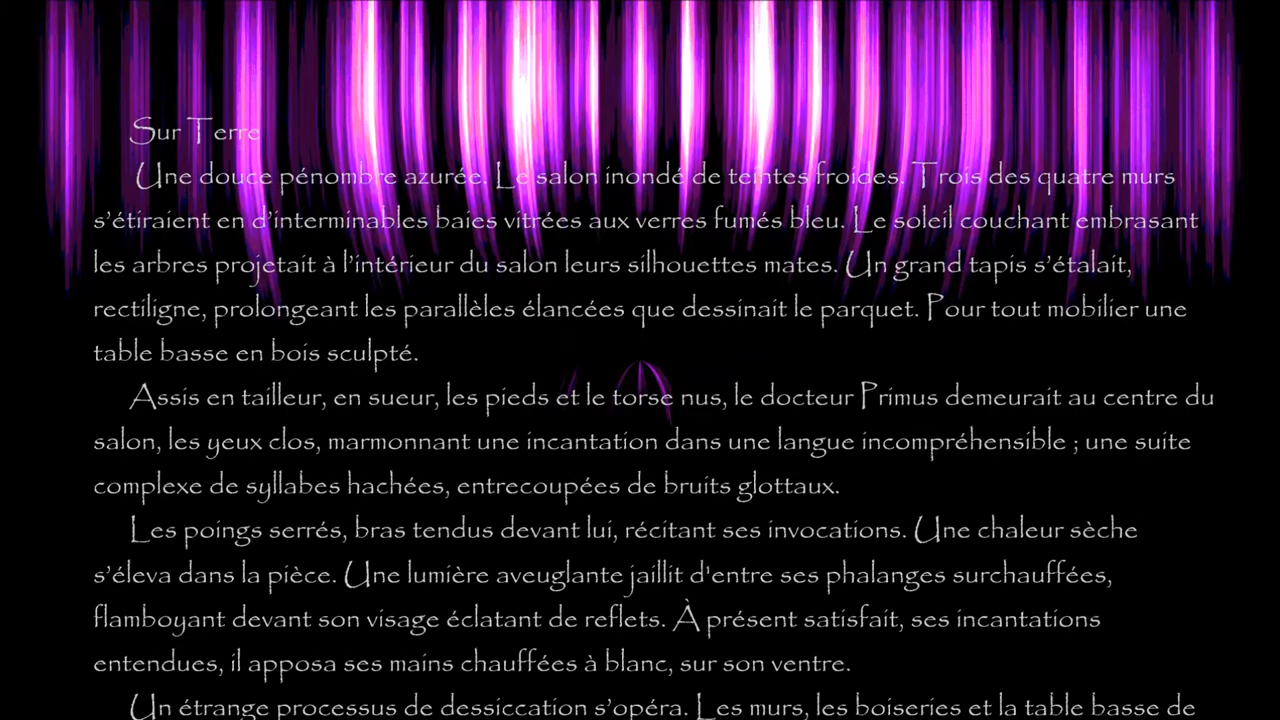 Sur Terre
Une douce pénombre azurée. Le salon inondé de teintes froides. Trois des quatre murs
s’étiraient en d’interminables baies vitrées aux verres fumés bleu. Le soleil couchant embrasant
les arbres projetait à l’intérieur du salon leurs silhouettes mates. Un grand tapis s’étalait,
rectiligne, prolongeant les parallèles élancées que dessinait le parquet. Pour tout mobilier une
table basse en bois sculpté.
Assis en tailleur, en sueur, les pieds et le torse nus, le docteur Primus demeurait au centre du
salon, les yeux clos, marmonnant une incantation dans une langue incompréhensible ; une suite
complexe de syllabes hachées, entrecoupées de bruits glottaux.
Les poings serrés, bras tendus devant lui, récitant ses invocations. Une chaleur sèche
s’éleva dans la pièce. Une lumière aveuglante jaillit d'entre ses phalanges surchauffées,
flamboyant devant son visage éclatant de reflets. À présent satisfait, ses incantations
entendues, il apposa ses mains chauffées à blanc, sur son ventre.
Un étrange processus de dessiccation s’opéra. Les murs, les boiseries et la table basse de